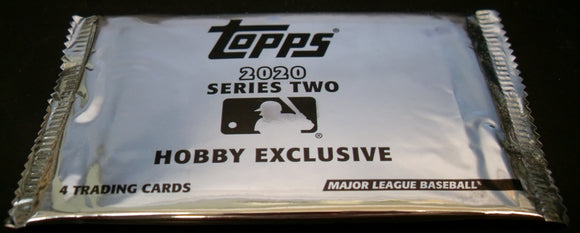 Topps®
2020
SERIES TWO
®
HOBBY EXCLUSIVE
4 TRADING CARDS
MAJOR LEAGUE BASEBALL